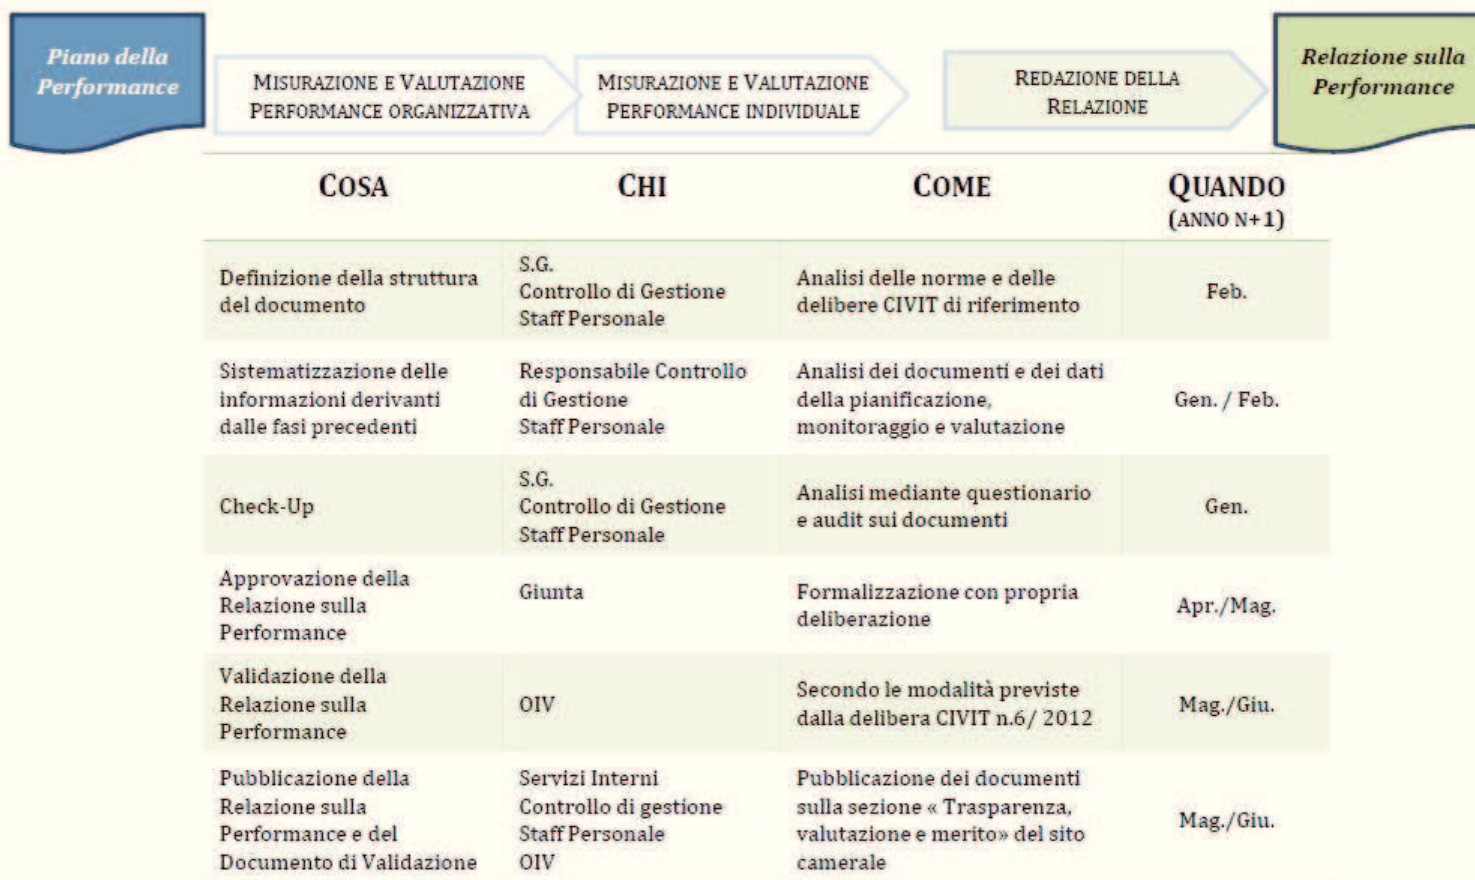 Piano della
Performance
MISURAZIONE E VALUTAZIONE
PERFORMANCE ORGANIZZATIVA
MISURAZIONE E VALUTAZIONE
PERFORMANCE INDIVIDUALE
REDAZIONE DELLA
RELAZIONE
Relazione sulla
Performance
COSA
CHI
COME
QUANDO
(ANNO N+1)
Definizione della struttura
del documento
S.G.
Controllo di Gestione
Staff Personale
Analisi delle norme e delle
delibere CIVIT di riferimento
Feb.
Sistematizzazione delle
informazioni derivanti
dalle fasi precedenti
Responsabile Controllo
di Gestione
Staff Personale
Analisi dei documenti e dei dati
della pianificazione,
monitoraggio e valutazione
Gen. / Feb.
Check-Up
S.G.
Controllo di Gestione
Staff Personale
Analisi mediante questionario
e audit sui documenti
Gen.
Approvazione della
Relazione sulla
Performance
Giunta
Formalizzazione con propria
deliberazione
Apr./Mag.
Validazione della
Relazione sulla
Performance
OIV
Secondo le modalità previste
dalla delibera CIVIT n.6/ 2012
Mag./Giu.
Pubblicazione della
Relazione sulla
Performance e del
Documento di Validazione
Servizi Interni
Controllo di gestione
Staff Personale
OIV
Pubblicazione dei documenti
sulla sezione « Trasparenza,
valutazione e merito» del sito
camerale
Mag./Giu.